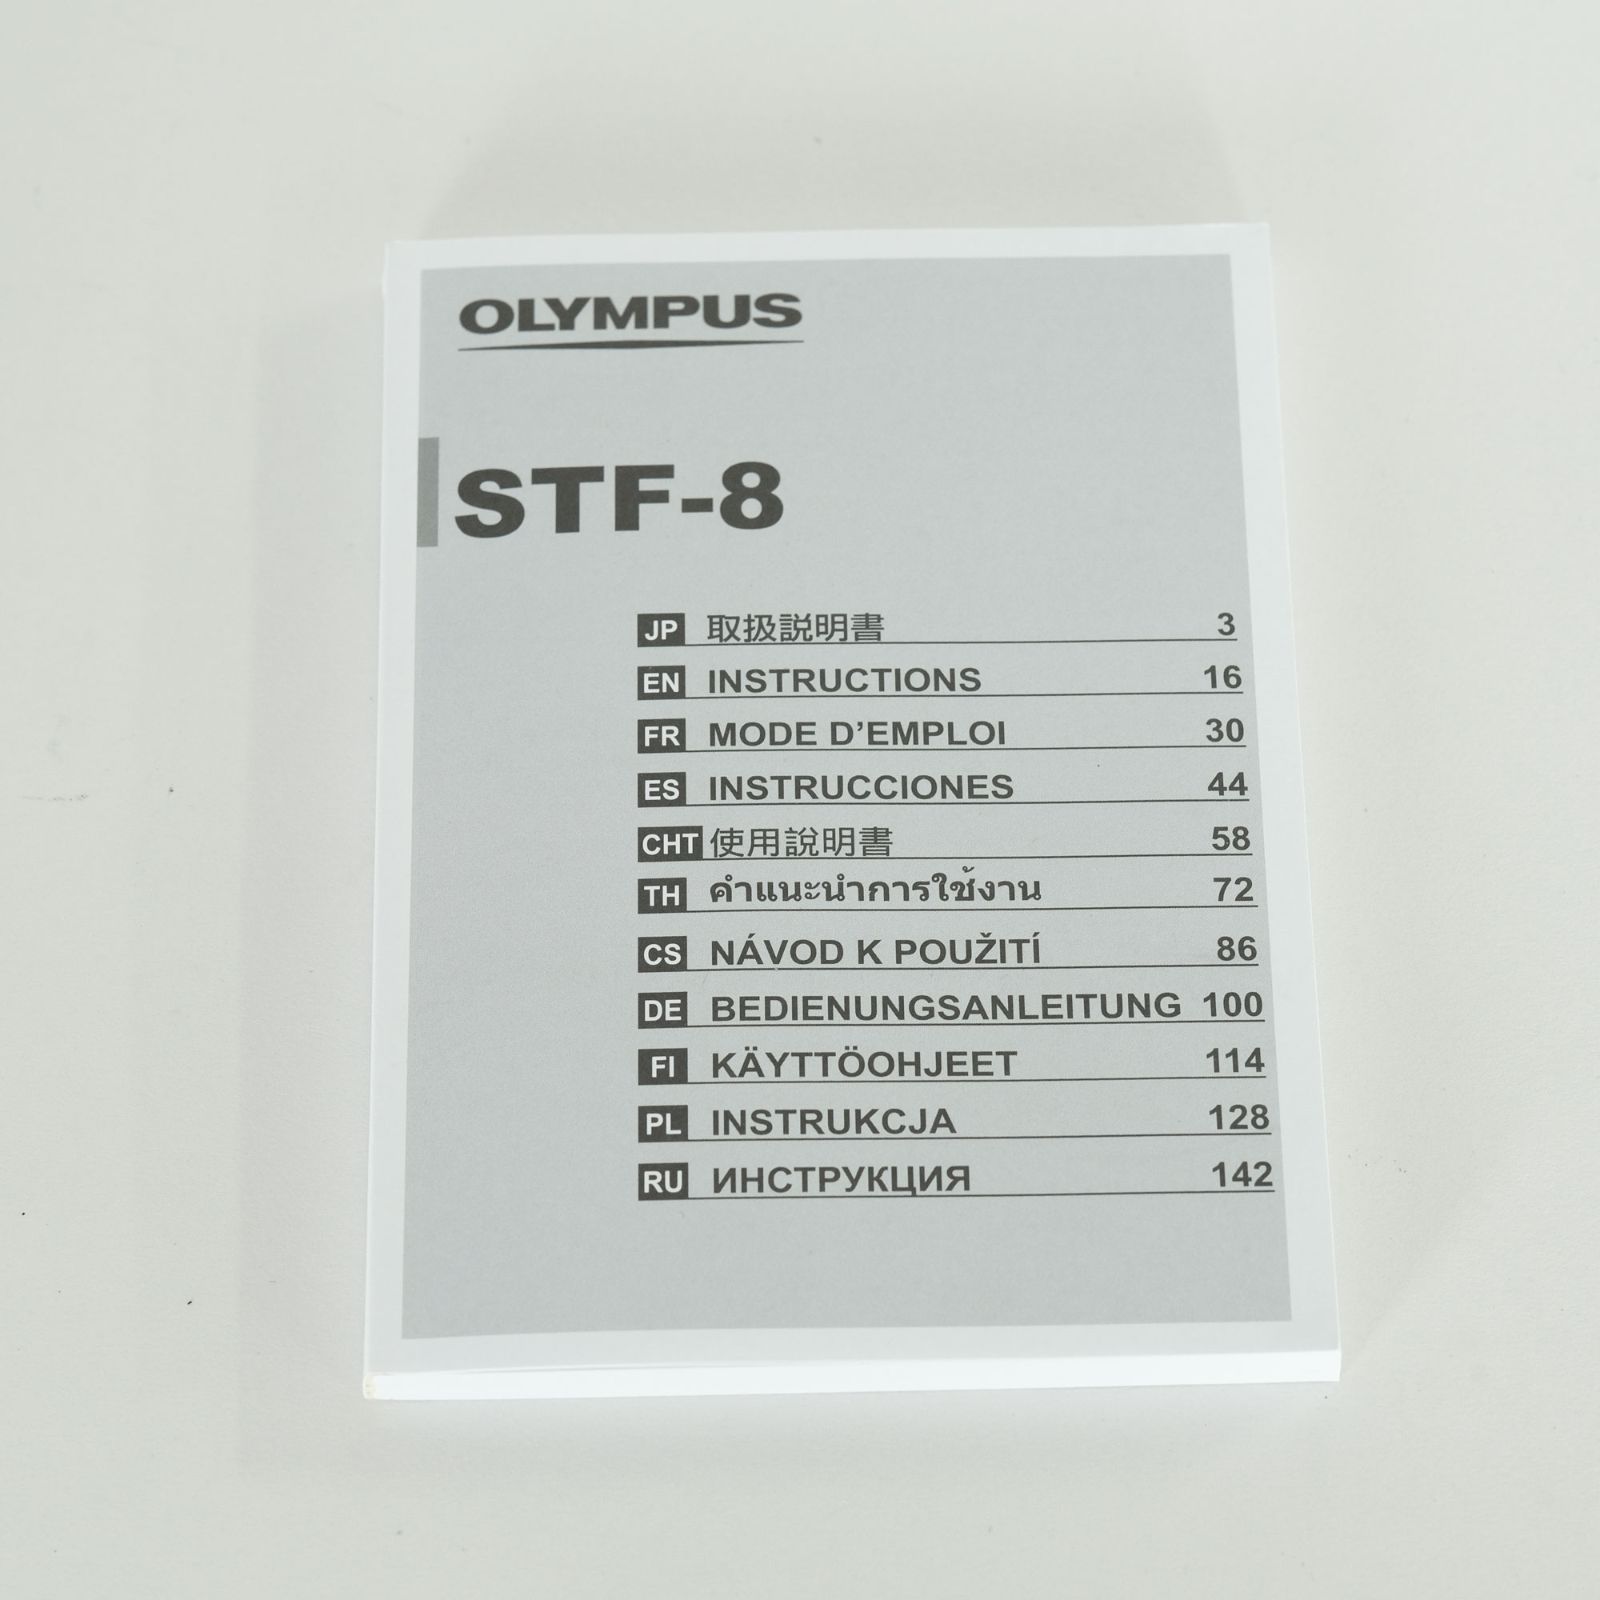 OLYMPUS
STF-8
JP 取扱説明書 3
EN INSTRUCTIONS 16
FR MODE D'EMPLOI 30
ES INSTRUCCIONES 44
CHT 使用說明書 58
TH คำแนะนำการใช้งาน 72
CS NÁVOD K POUŽITÍ 86
DE BEDIENUNGSANLEITUNG 100
FI KÄYTTÖOHJEET 114
PL INSTRUKCJA 128
RU ИНСТРУКЦИЯ 142